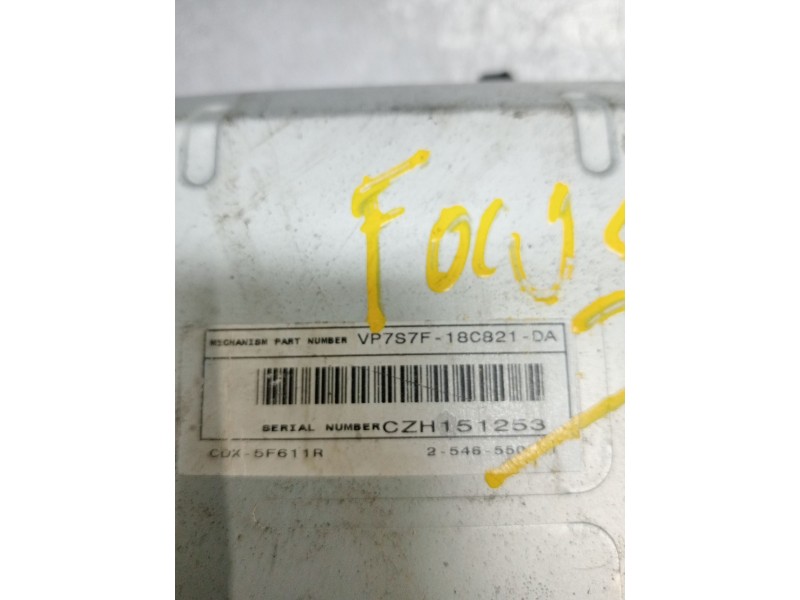 FOCUS
MECHANISM PART NUMBER VP7S7F-18C821-DA
SERIAL NUMBER CZH151253
CDX-5F611R